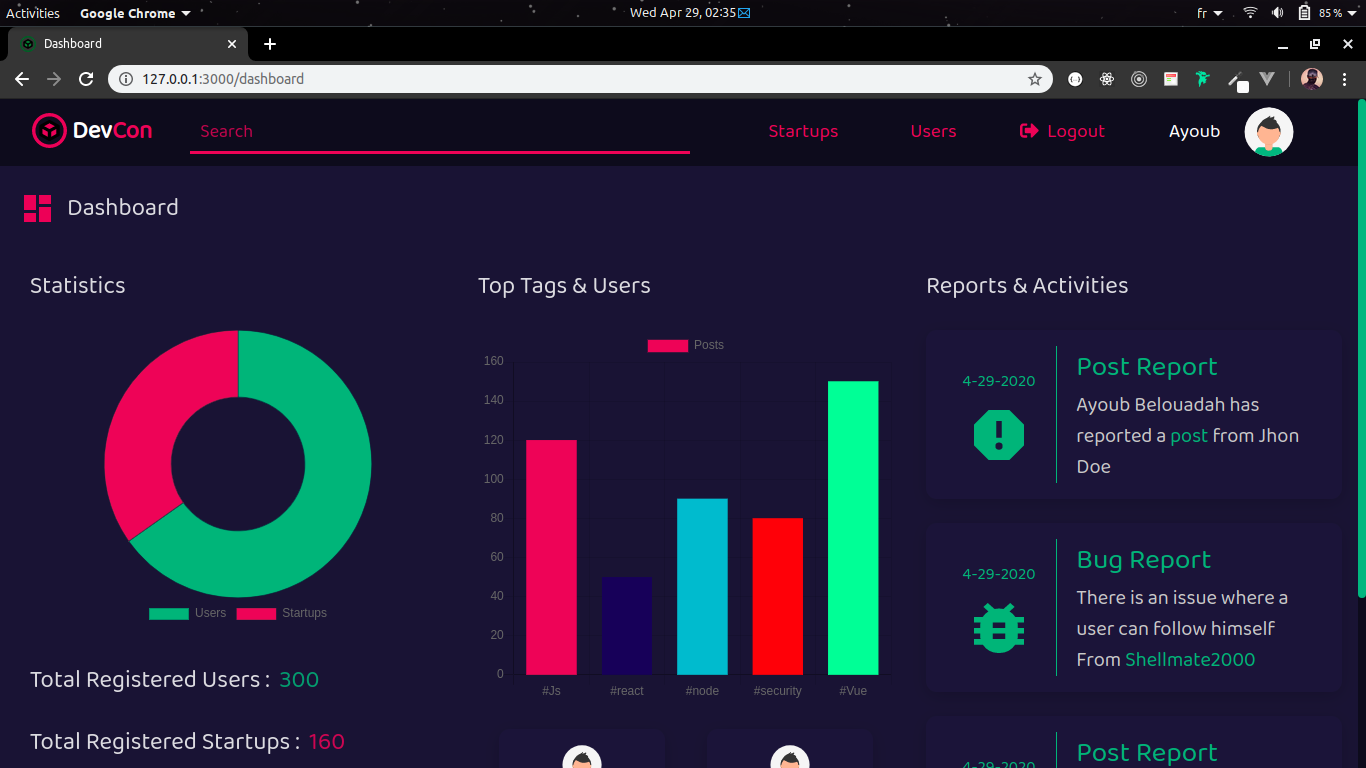 Activities Google Chrome Wed Apr 29, 02:35 fr 85 %
Dashboard
127.0.0.1:3000/dashboard
DevCon Search Startups Users Logout Ayoub
Dashboard
Statistics
Users Startups
Total Registered Users : 300
Total Registered Startups : 160
Top Tags & Users
Posts
160
140
120
100
80
60
40
20
0
#Js #react #node #security #Vue
Reports & Activities
4-29-2020
Post Report
Ayoub Belouadah has
reported a post from Jhon
Doe
4-29-2020
Bug Report
There is an issue where a
user can follow himself
From Shellmate2000
4-29-2020
Post Report